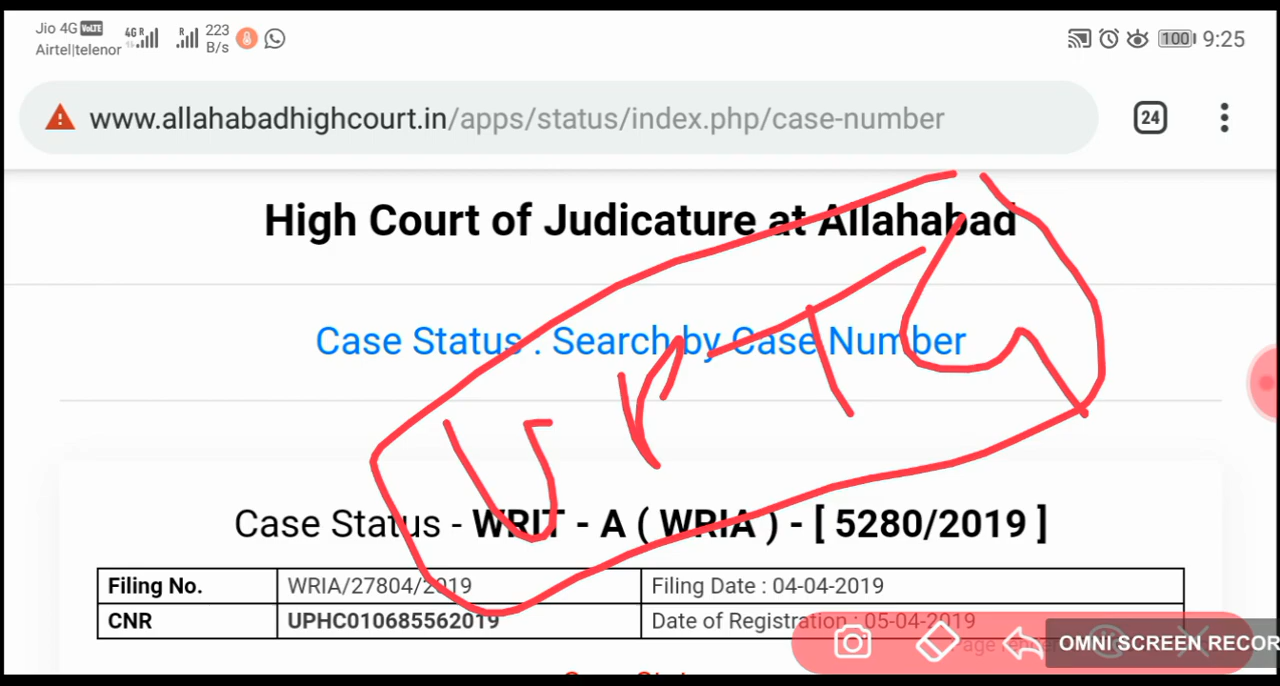 Jio 4G VoLTE 4G R R 223 100 9:25
Airtel|telenor B/s
www.allahabadhighcourt.in/apps/status/index.php/case-number 24
High Court of Judicature at Allahabad
Case Status . Search by Case Number
Case Status - WRIT - A ( WRIA ) - [ 5280/2019 ]
Filing No. WRIA/27804/2019 Filing Date : 04-04-2019
CNR UPHC010685562019 Date of Registration : 05-04-2019
OMNI SCREEN RECOR